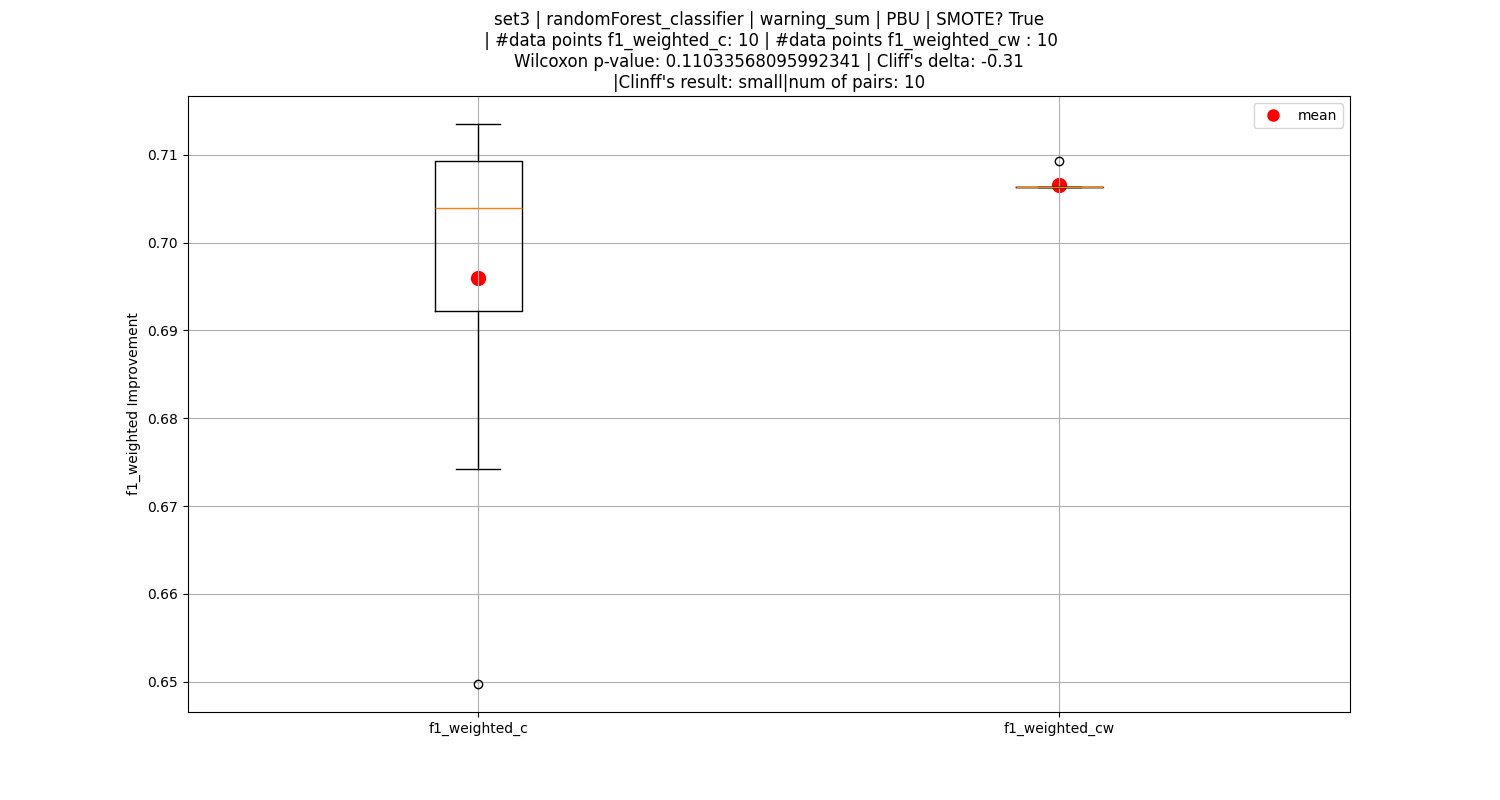 set3 | randomForest_classifier | warning_sum | PBU | SMOTE? True
| #data points f1_weighted_c: 10 | #data points f1_weighted_cw : 10
Wilcoxon p-value: 0.11033568095992341 | Cliff's delta: -0.31
|Clinff's result: small|num of pairs: 10
mean
0.71
0.70
0.69
0.68
0.67
0.66
0.65
f1_weighted Improvement
f1_weighted_c
f1_weighted_cw